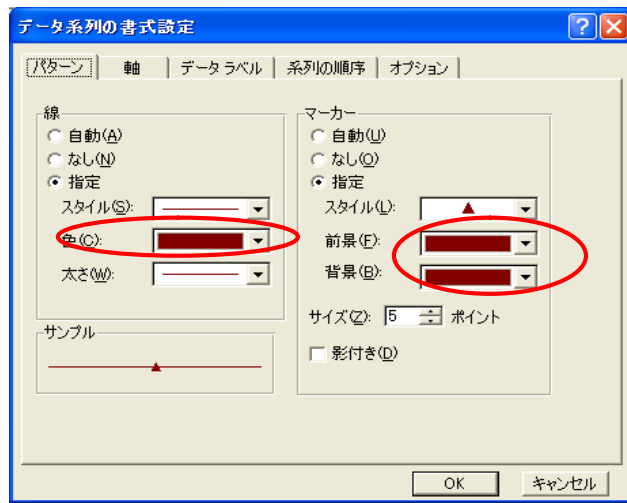 データ系列の書式設定
パターン 軸 データ ラベル 系列の順序 オプション
線
自動(A)
なし(N)
指定
スタイル(S):
色(C):
太さ(W):
サンプル
マーカー
自動(U)
なし(O)
指定
スタイル(L):
前景(F):
背景(B):
サイズ(Z): 5 ポイント
影付き(D)
OK キャンセル